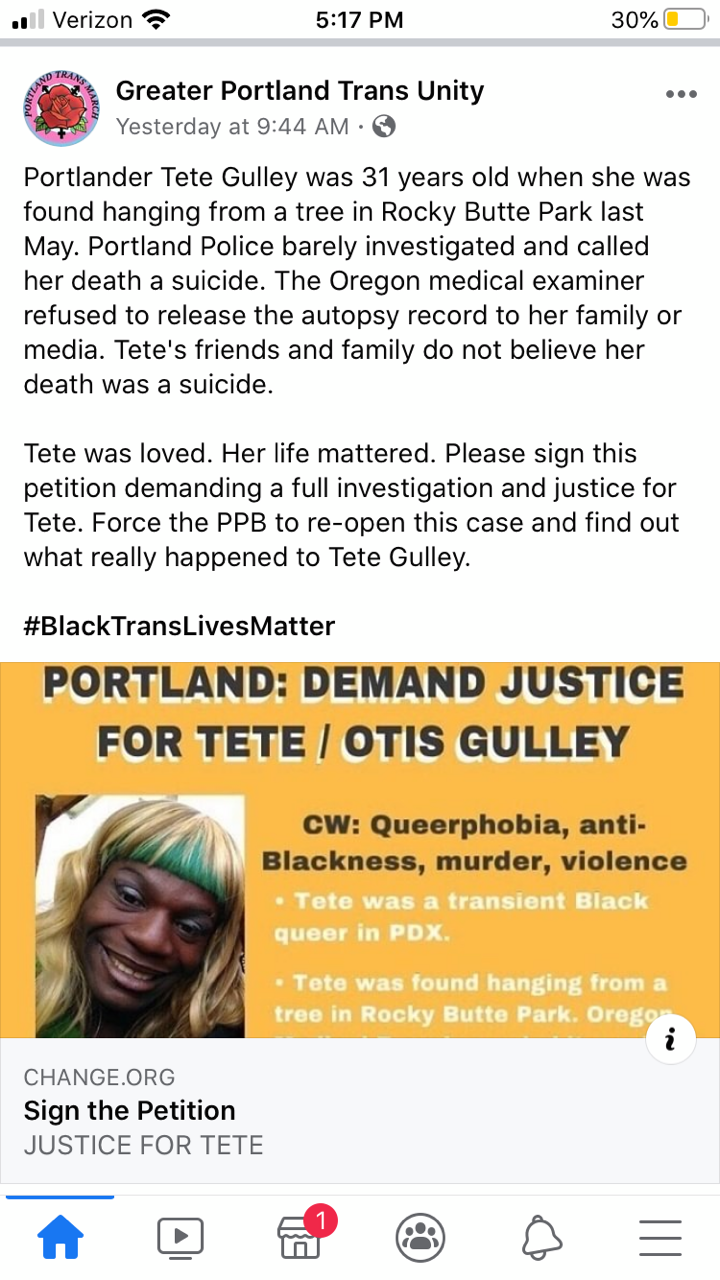 Verizon 5:17 PM 30%
PORTLAND TRANS MARCH
Greater Portland Trans Unity
Yesterday at 9:44 AM ·
Portlander Tete Gulley was 31 years old when she was
found hanging from a tree in Rocky Butte Park last
May. Portland Police barely investigated and called
her death a suicide. The Oregon medical examiner
refused to release the autopsy record to her family or
media. Tete's friends and family do not believe her
death was a suicide.
Tete was loved. Her life mattered. Please sign this
petition demanding a full investigation and justice for
Tete. Force the PPB to re-open this case and find out
what really happened to Tete Gulley.
#BlackTransLivesMatter
PORTLAND: DEMAND JUSTICE
FOR TETE / OTIS GULLEY
CW: Queerphobia, anti-
Blackness, murder, violence
• Tete was a transient Black
queer in PDX.
• Tete was found hanging from a
tree in Rocky Butte Park. Oregon
i
CHANGE.ORG
Sign the Petition
JUSTICE FOR TETE
1